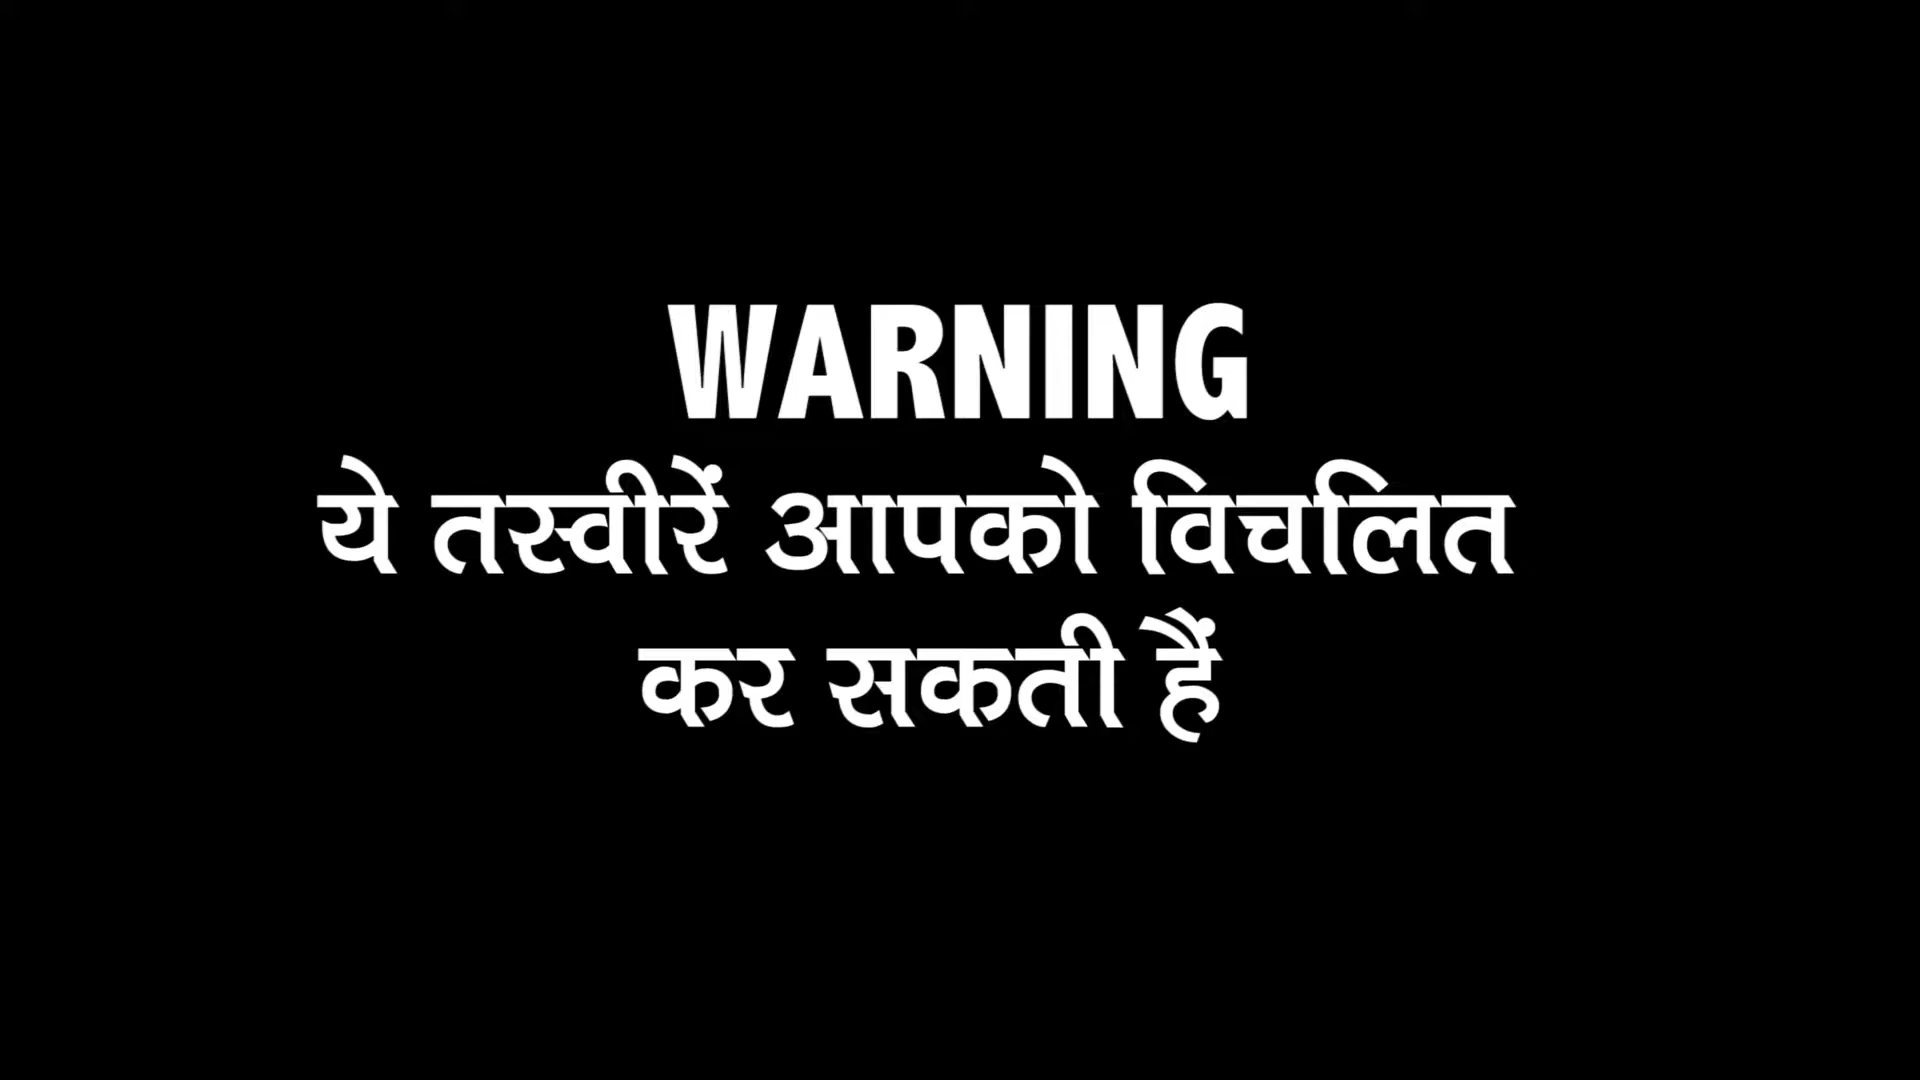 WARNING
ये तस्वीरें आपको विचलित
कर सकती हैं